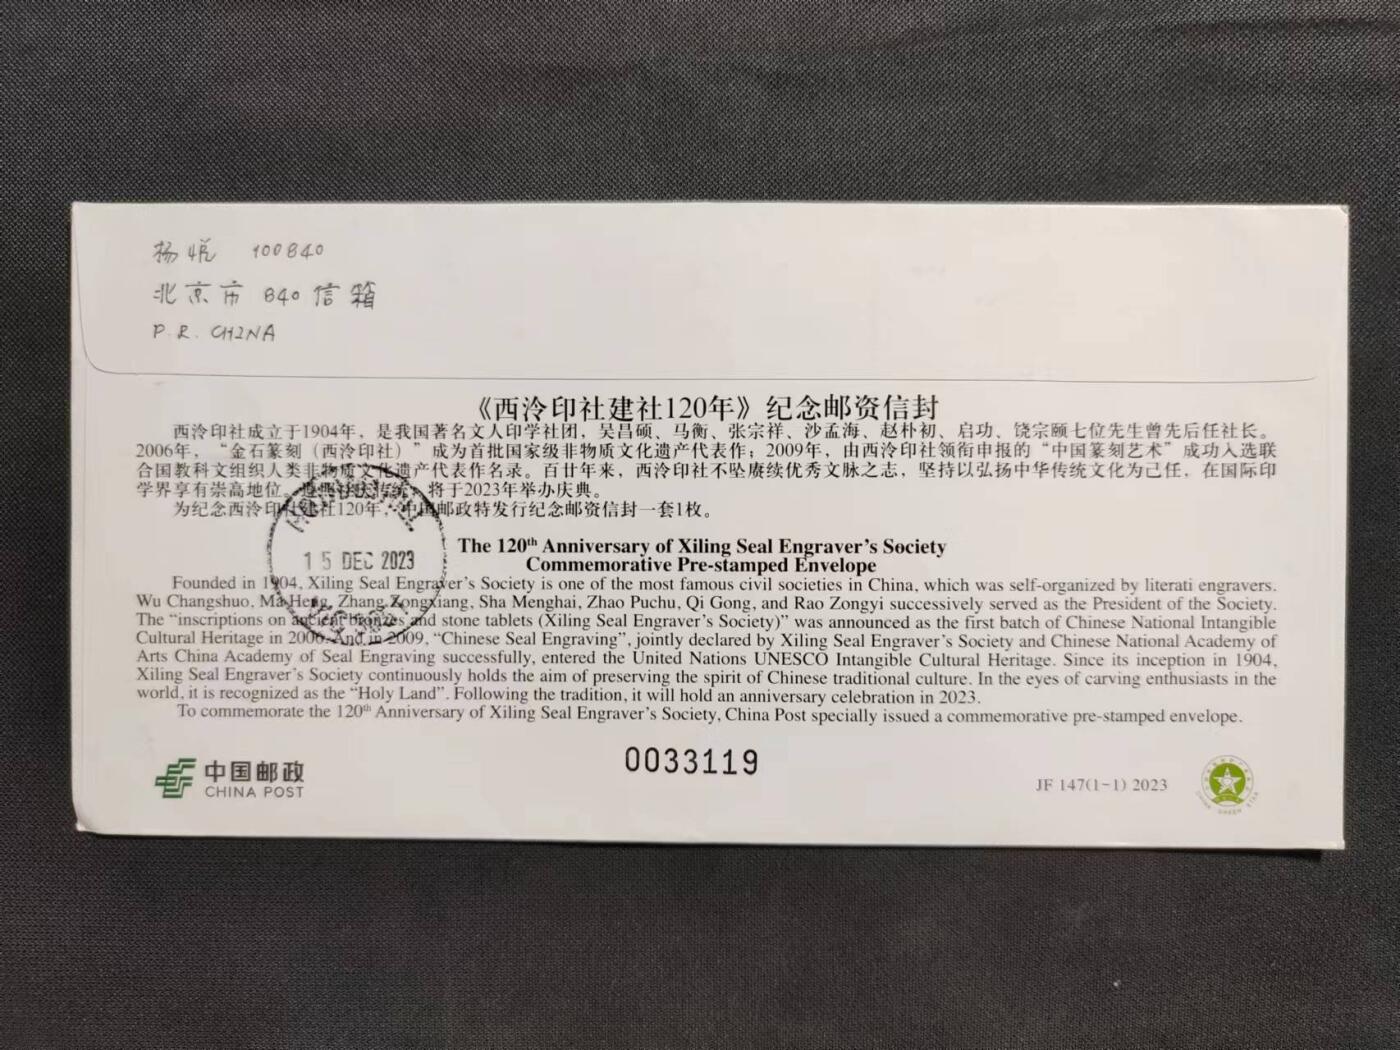 杨悦 100840
北京市 840 信箱
P.R. CHINA
《西泠印社建社120年》纪念邮资信封
西泠印社成立于1904年，是我国著名文人印学社团，吴昌硕、马衡、张宗祥、沙孟海、赵朴初、启功、饶宗颐七位先生曾先后任社长。
2006年，“金石篆刻（西泠印社）”成为首批国家级非物质文化遗产代表作；2009年，由西泠印社领衔申报的“中国篆刻艺术”成功入选联
合国教科文组织人类非物质文化遗产代表作名录。百廿年来，西泠印社不坠赓续优秀文脉之志，坚持以弘扬中华传统文化为己任，在国际印
学界享有崇高地位。遵照社庆传统，将于2023年举办庆典。
为纪念西泠印社建社120年，中国邮政特发行纪念邮资信封一套1枚。
15 DEC 2023
The 120th Anniversary of Xiling Seal Engraver's Society
Commemorative Pre-stamped Envelope
Founded in 1904, Xiling Seal Engraver's Society is one of the most famous civil societies in China, which was self-organized by literati engravers.
Wu Changshuo, Ma Heng, Zhang Zongxiang, Sha Menghai, Zhao Puchu, Qi Gong, and Rao Zongyi successively served as the President of the Society.
The “inscriptions on ancient bronzes and stone tablets (Xiling Seal Engraver's Society)” was announced as the first batch of Chinese National Intangible
Cultural Heritage in 2006. And in 2009, “Chinese Seal Engraving”, jointly declared by Xiling Seal Engraver's Society and Chinese National Academy of
Arts China Academy of Seal Engraving successfully, entered the United Nations UNESCO Intangible Cultural Heritage. Since its inception in 1904,
Xiling Seal Engraver's Society continuously holds the aim of preserving the spirit of Chinese traditional culture. In the eyes of carving enthusiasts in the
world, it is recognized as the “Holy Land”. Following the tradition, it will hold an anniversary celebration in 2023.
To commemorate the 120th Anniversary of Xiling Seal Engraver's Society, China Post specially issued a commemorative pre-stamped envelope.
中国邮政
CHINA POST
0033119
JF 147(1-1) 2023